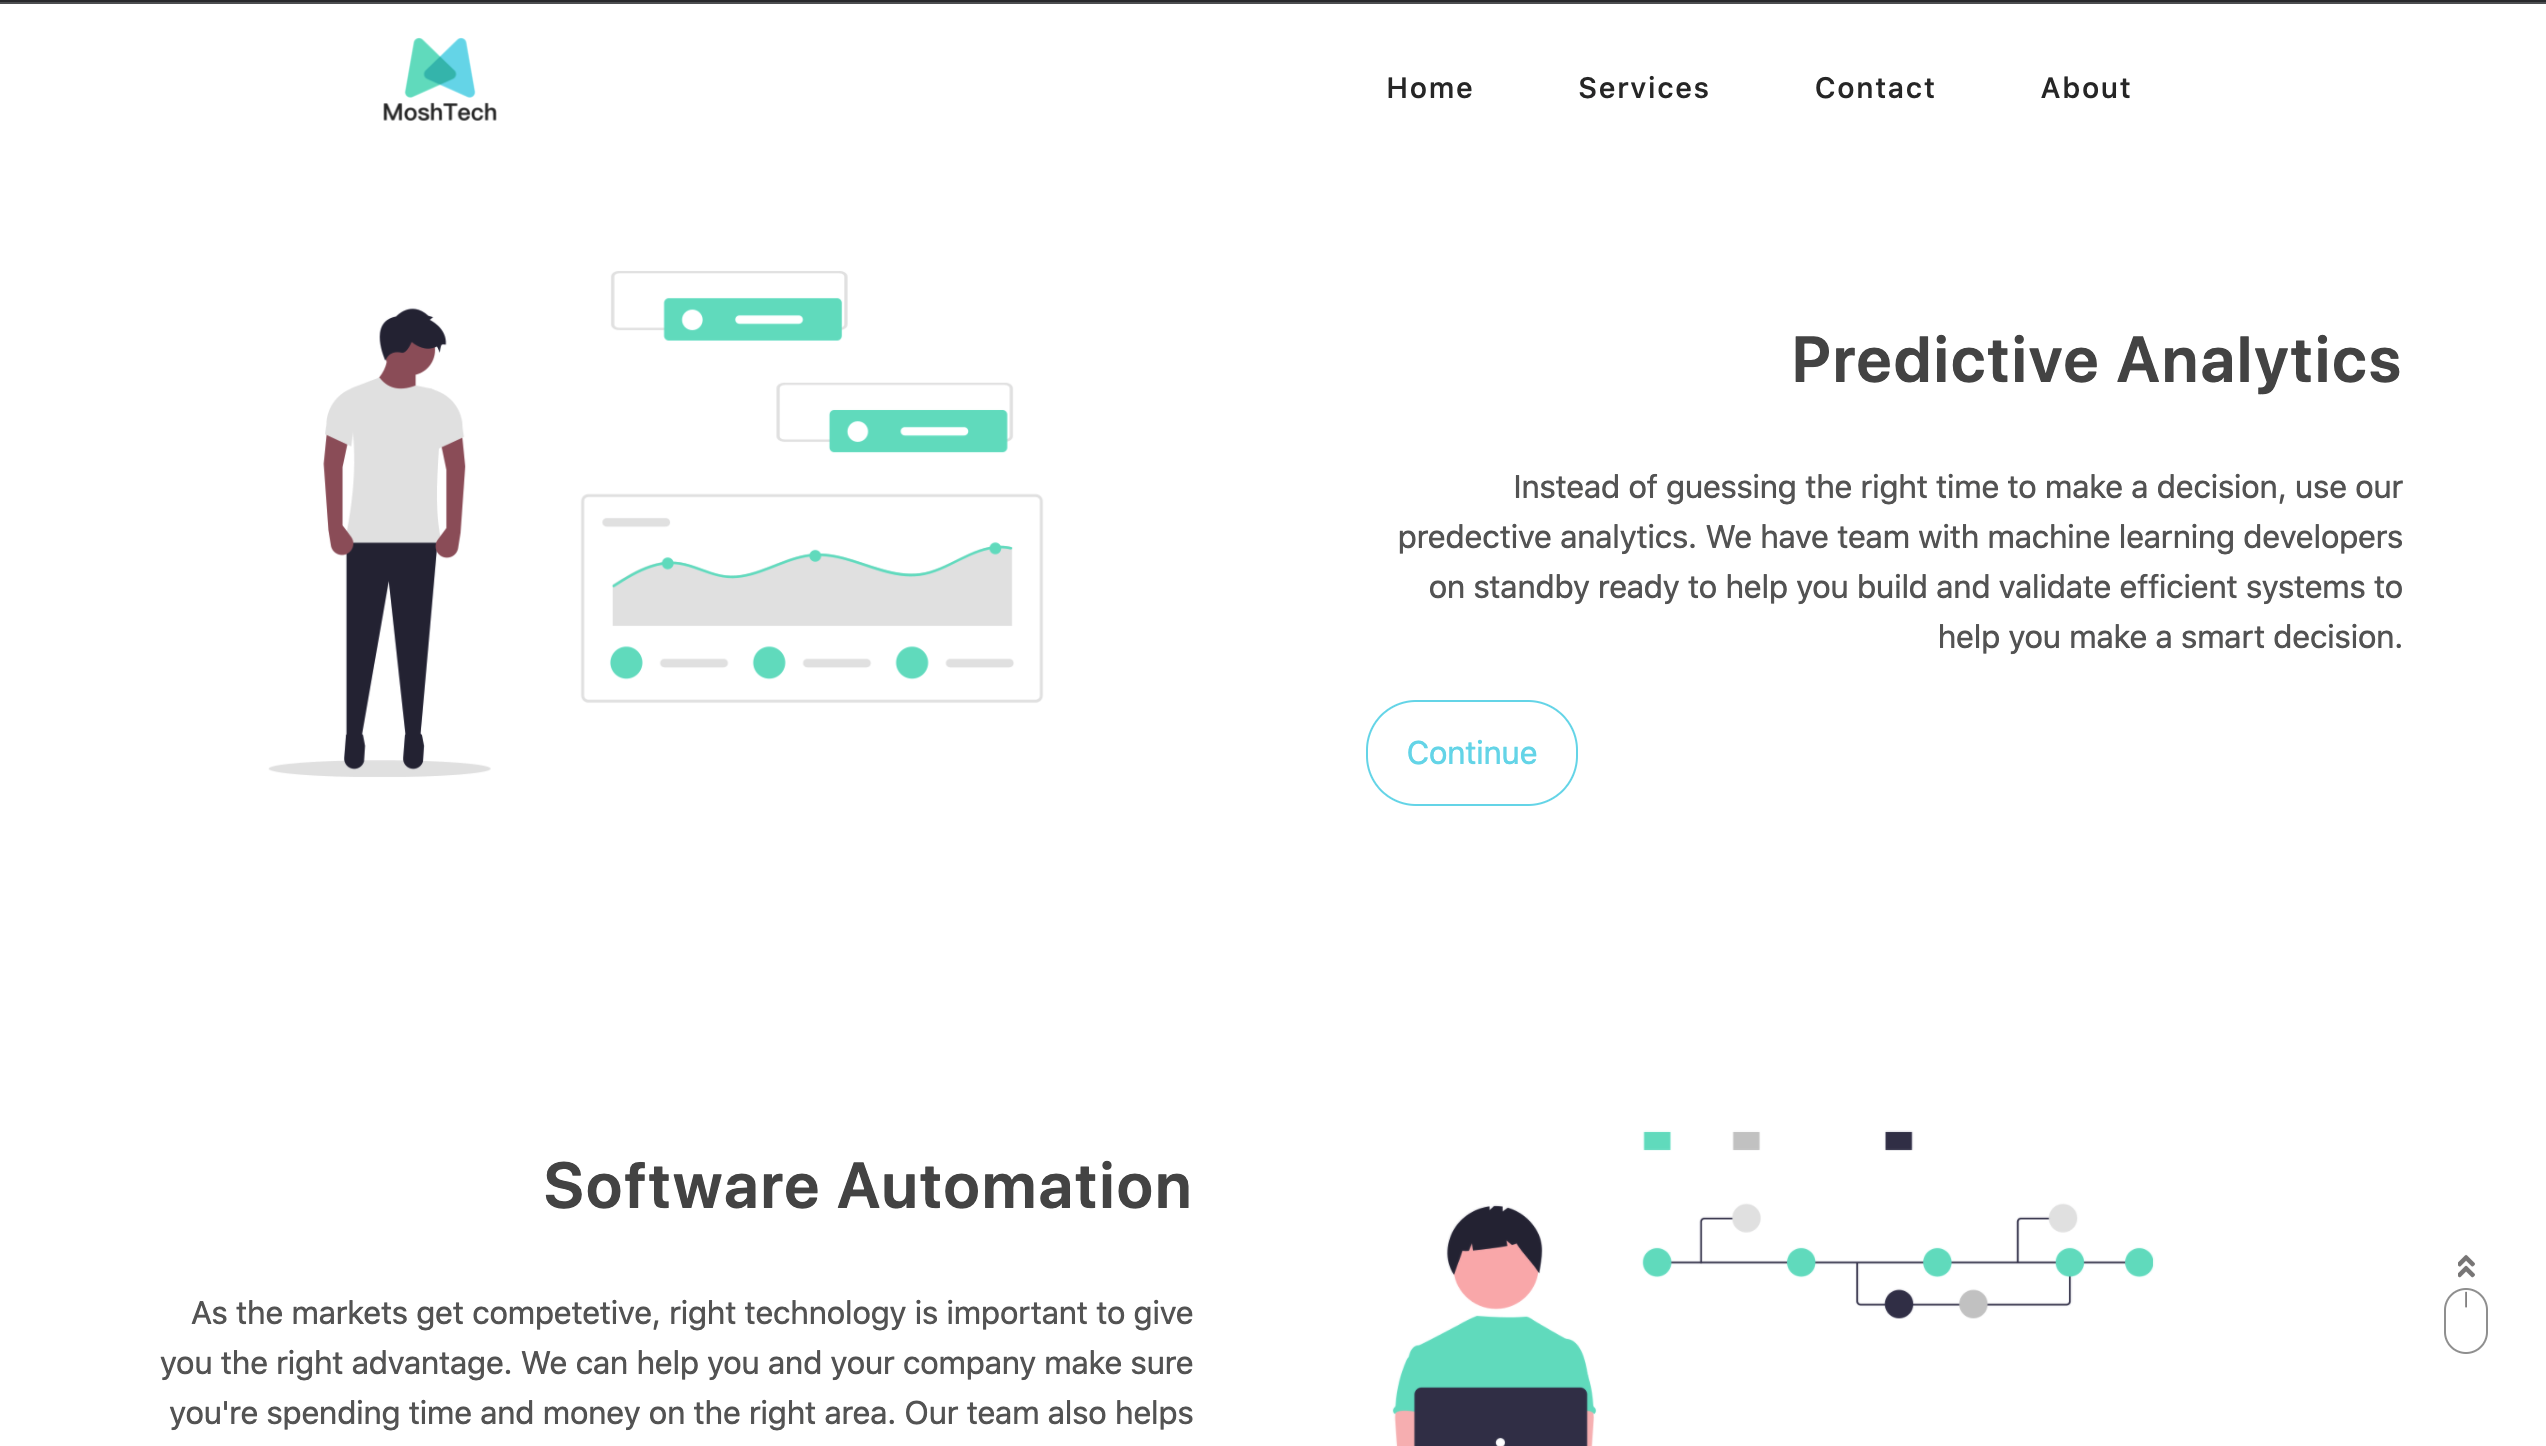 MoshTech
Home Services Contact About
Predictive Analytics
Instead of guessing the right time to make a decision, use our
predective analytics. We have team with machine learning developers
on standby ready to help you build and validate efficient systems to
help you make a smart decision.
Continue
Software Automation
As the markets get competetive, right technology is important to give
you the right advantage. We can help you and your company make sure
you're spending time and money on the right area. Our team also helps